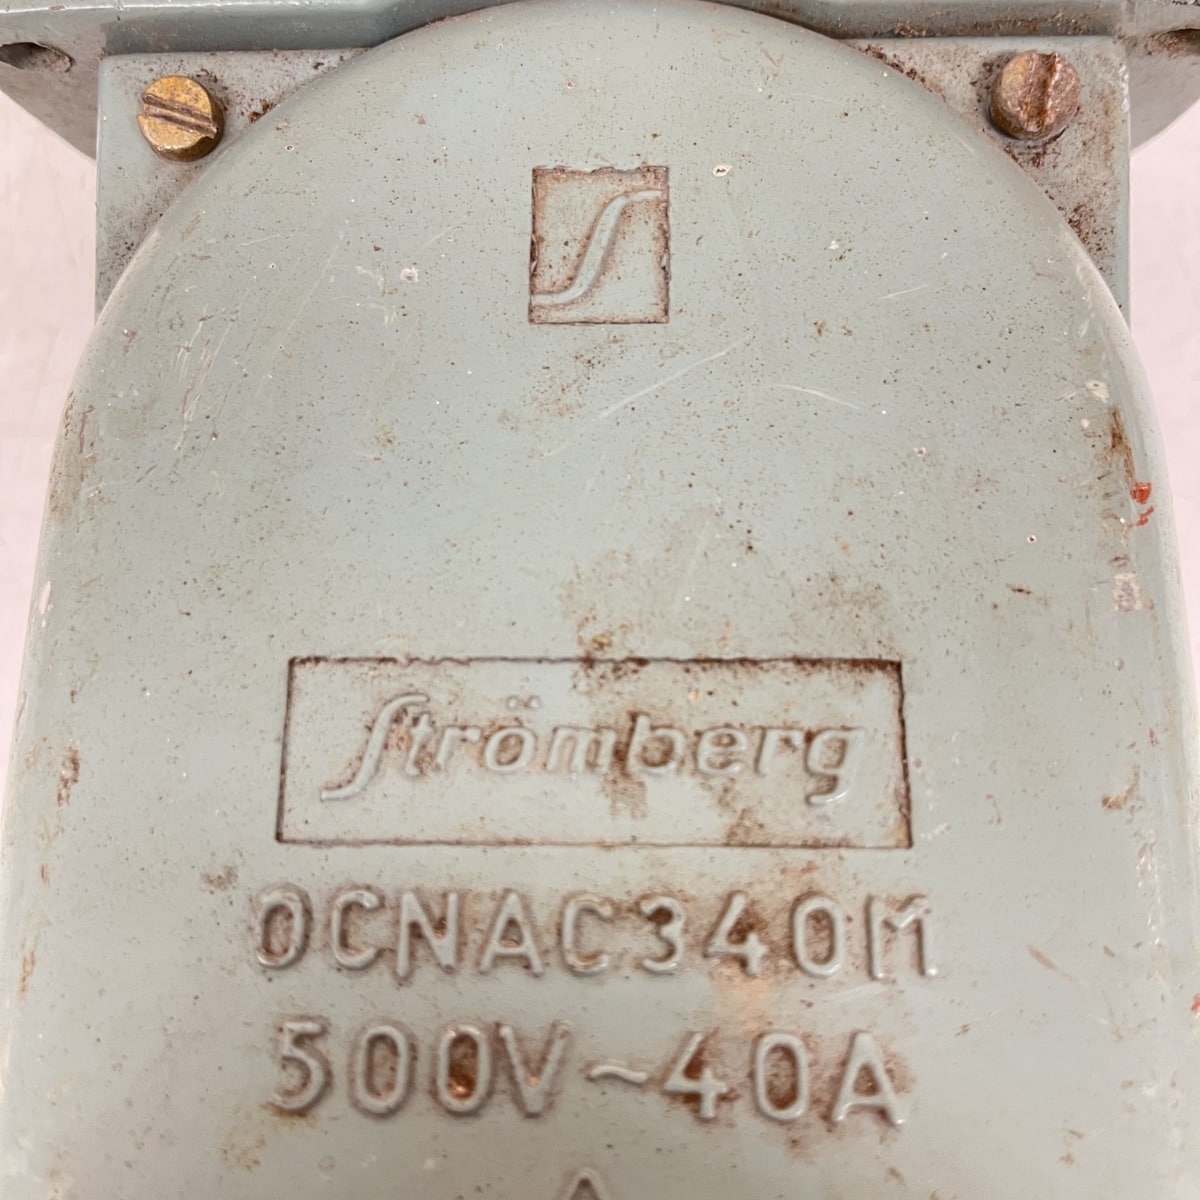 Strömberg
OCNAC340M
500V~40A
A